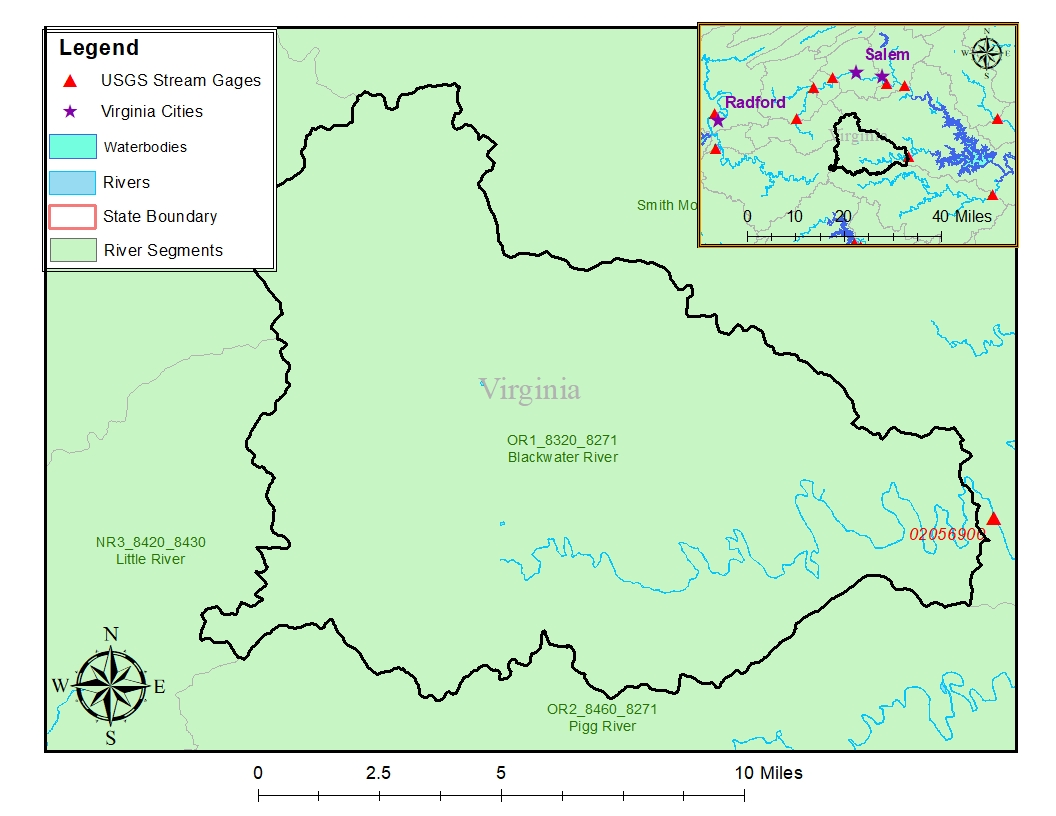 Legend
USGS Stream Gages
Virginia Cities
Waterbodies
Rivers
State Boundary
River Segments
Salem
Radford
Virginia
N
W E
S
0 10 20 40 Miles
Smith Mo
Virginia
OR1_8320_8271
Blackwater River
02056900
NR3_8420_8430
Little River
N
W E
S
OR2_8460_8271
Pigg River
0 2.5 5 10 Miles